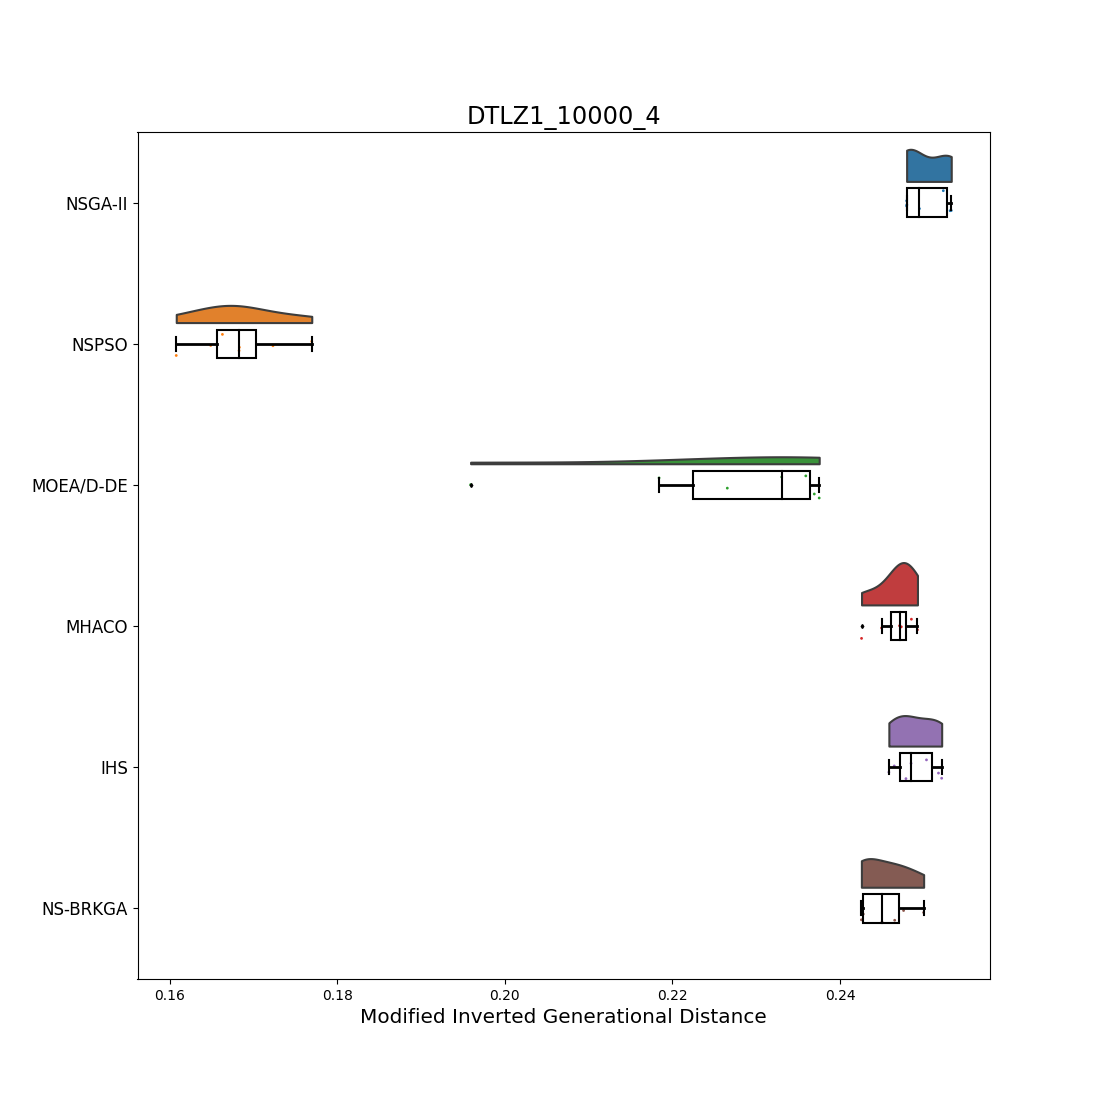 DTLZ1_10000_4
NSGA-II
NSPSO
MOEA/D-DE
MHACO
IHS
NS-BRKGA
0.16 0.18 0.20 0.22 0.24
Modified Inverted Generational Distance